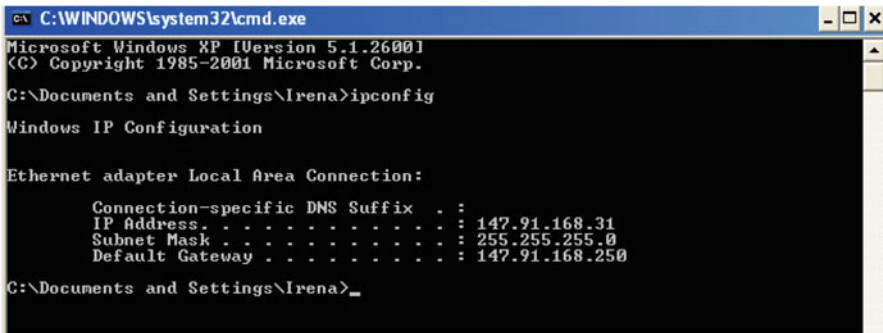 C:\WINDOWS\system32\cmd.exe
Microsoft Windows XP [Version 5.1.2600]
(C) Copyright 1985-2001 Microsoft Corp.
C:\Documents and Settings\Irena>ipconfig
Windows IP Configuration
Ethernet adapter Local Area Connection:
Connection-specific DNS Suffix . :
IP Address. . . . . . . . . . . . : 147.91.168.31
Subnet Mask . . . . . . . . . . . : 255.255.255.0
Default Gateway . . . . . . . . . : 147.91.168.250
C:\Documents and Settings\Irena>_